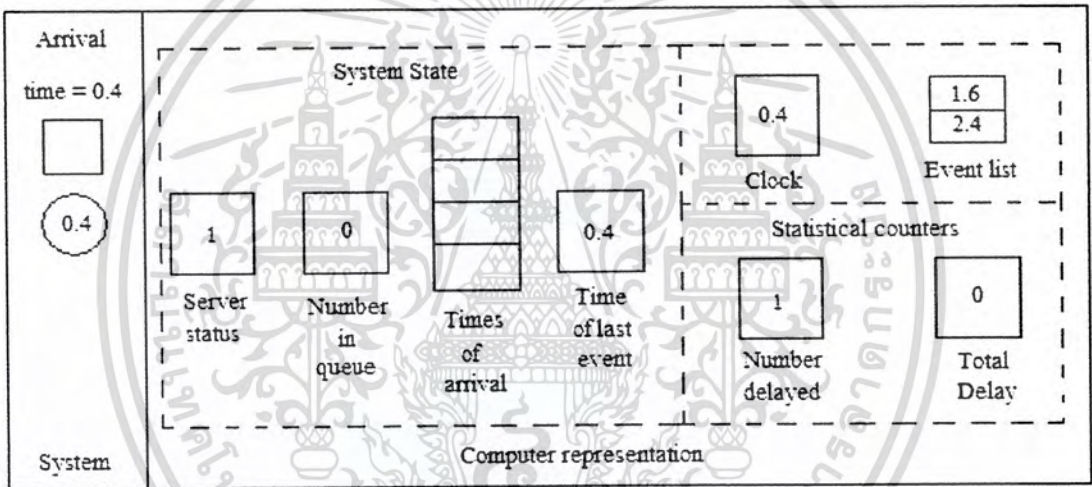 Arrival
time = 0.4
0.4
System
System State
1
Server
status
0
Number
in
queue
Times
of
arrival
0.4
Time
of last
event
0.4
Clock
1.6
2.4
Event list
Statistical counters
1
Number
delayed
0
Total
Delay
Computer representation